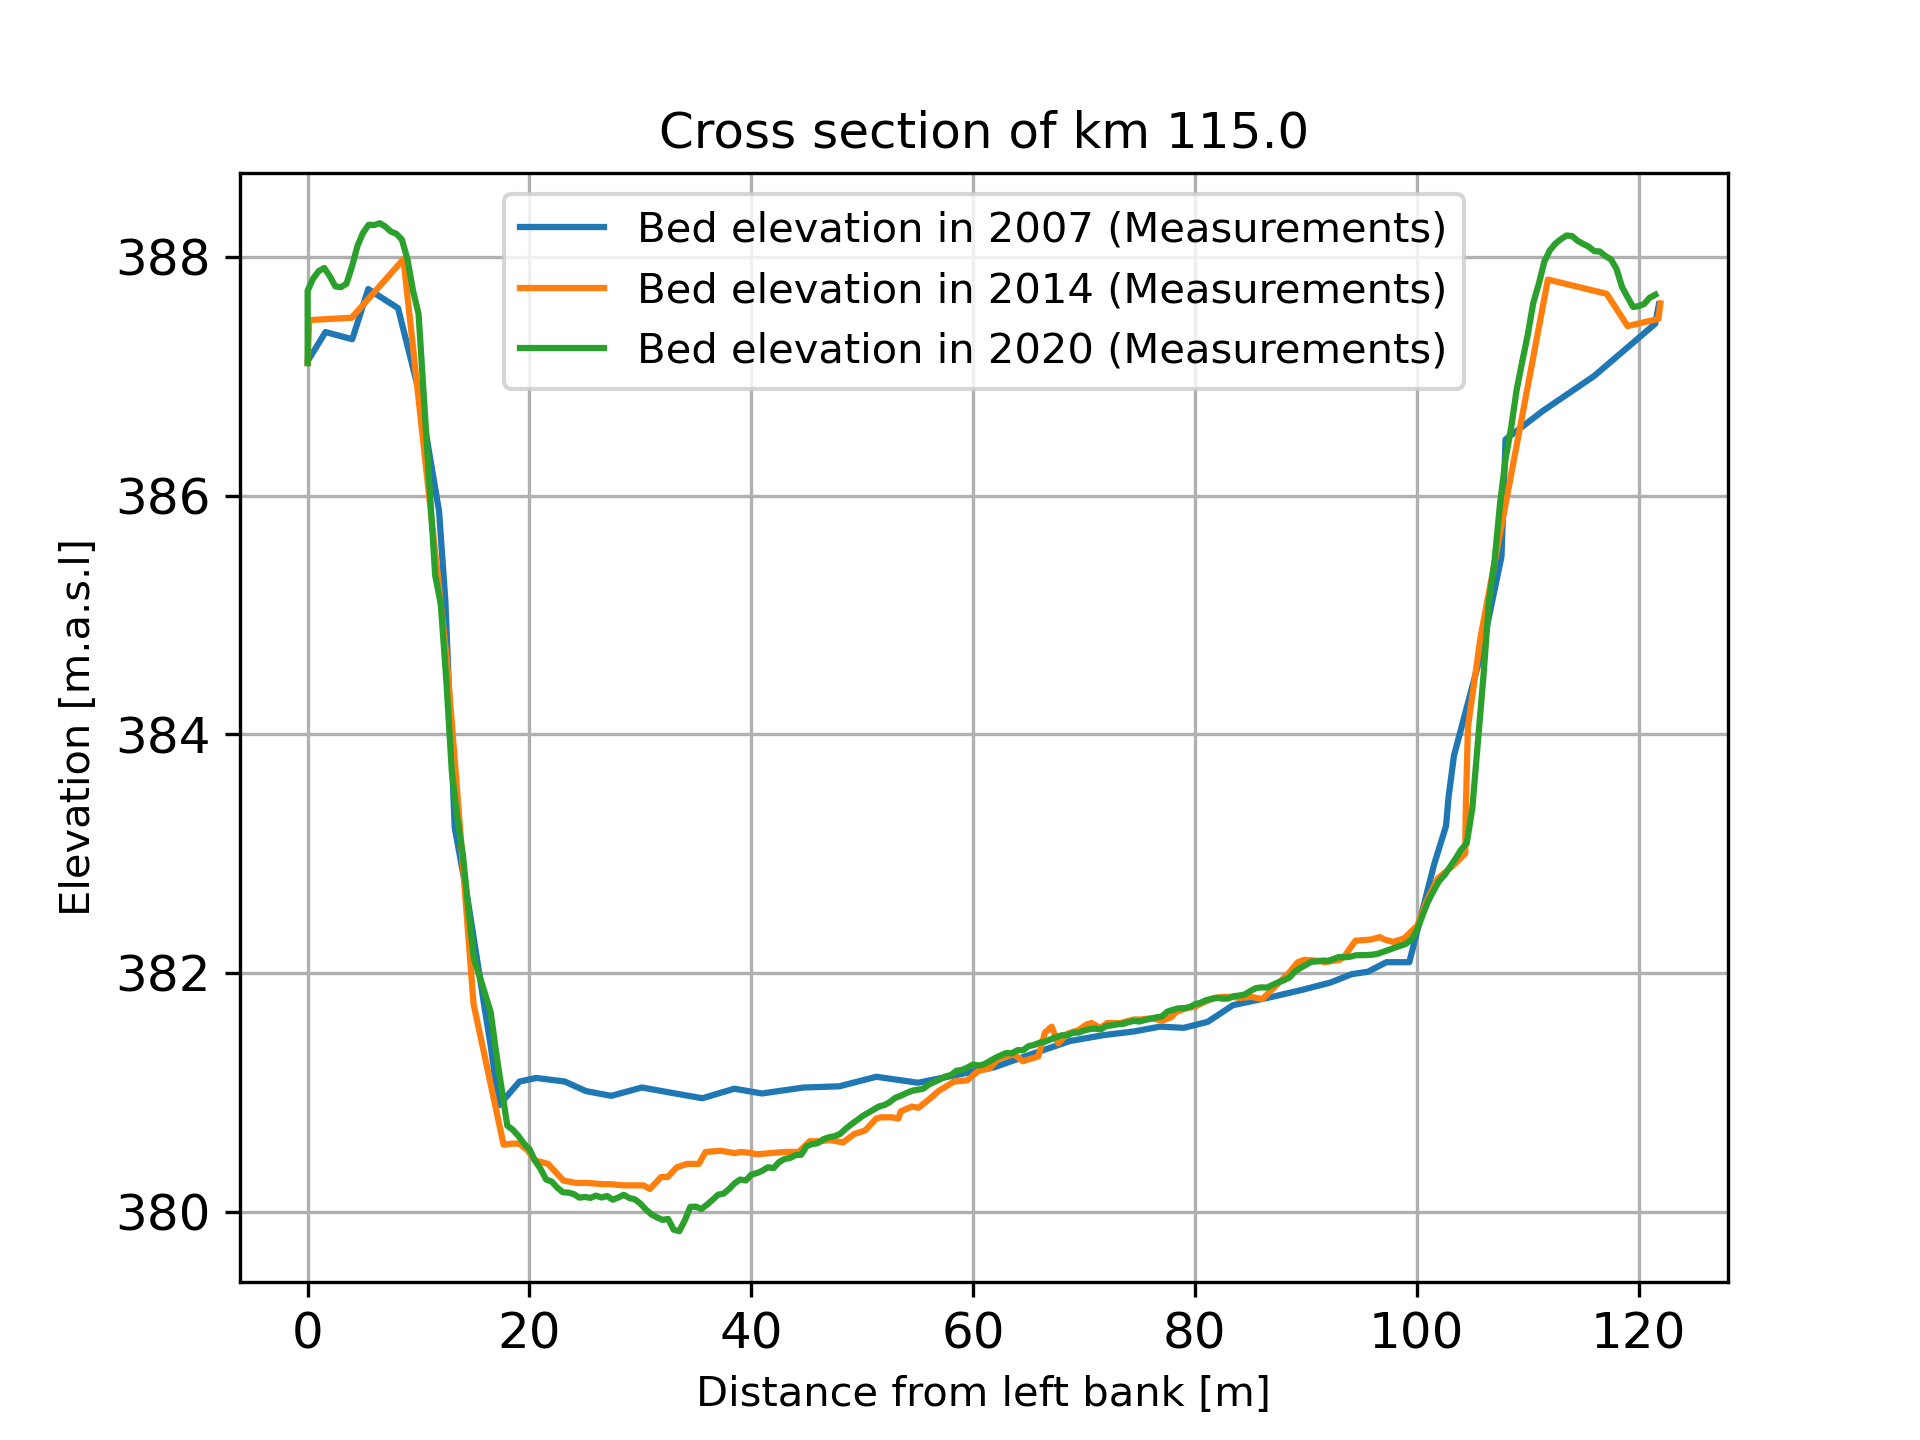 Cross section of km 115.0
Bed elevation in 2007 (Measurements)
Bed elevation in 2014 (Measurements)
Bed elevation in 2020 (Measurements)
388
386
384
382
380
Elevation [m.a.s.l]
0 20 40 60 80 100 120
Distance from left bank [m]